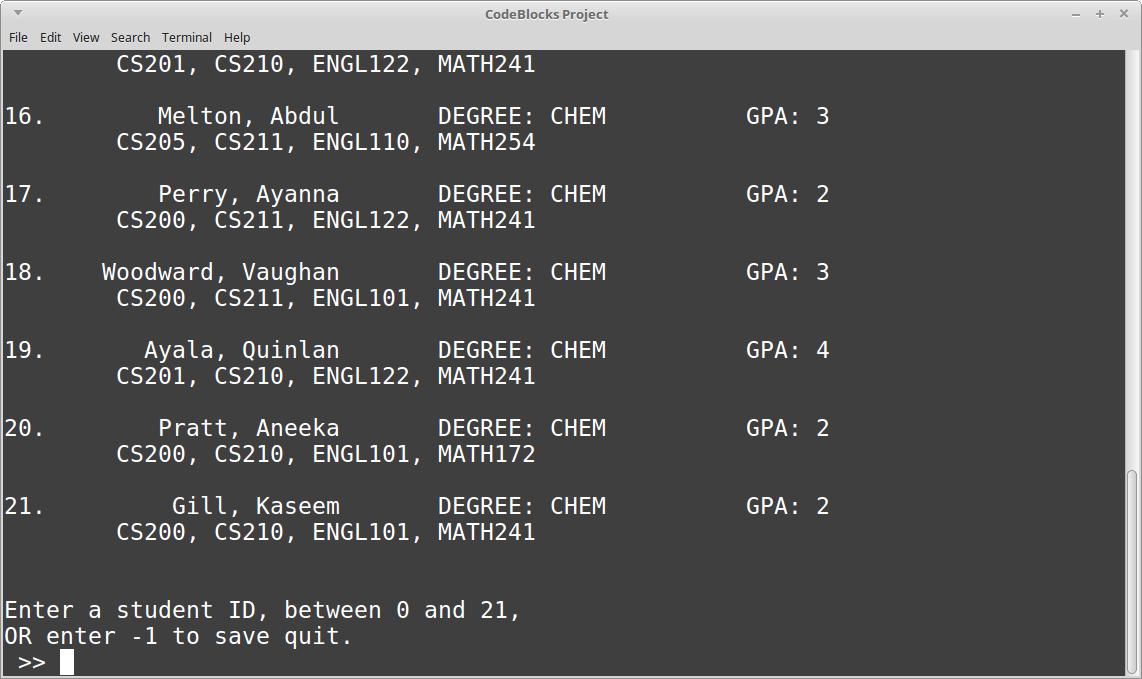 CodeBlocks Project
File Edit View Search Terminal Help
CS201, CS210, ENGL122, MATH241
16. Melton, Abdul DEGREE: CHEM GPA: 3
CS205, CS211, ENGL110, MATH254
17. Perry, Ayanna DEGREE: CHEM GPA: 2
CS200, CS211, ENGL122, MATH241
18. Woodward, Vaughan DEGREE: CHEM GPA: 3
CS200, CS211, ENGL101, MATH241
19. Ayala, Quinlan DEGREE: CHEM GPA: 4
CS201, CS210, ENGL122, MATH241
20. Pratt, Aneeka DEGREE: CHEM GPA: 2
CS200, CS210, ENGL101, MATH172
21. Gill, Kaseem DEGREE: CHEM GPA: 2
CS200, CS210, ENGL101, MATH241
Enter a student ID, between 0 and 21,
OR enter -1 to save quit.
>>